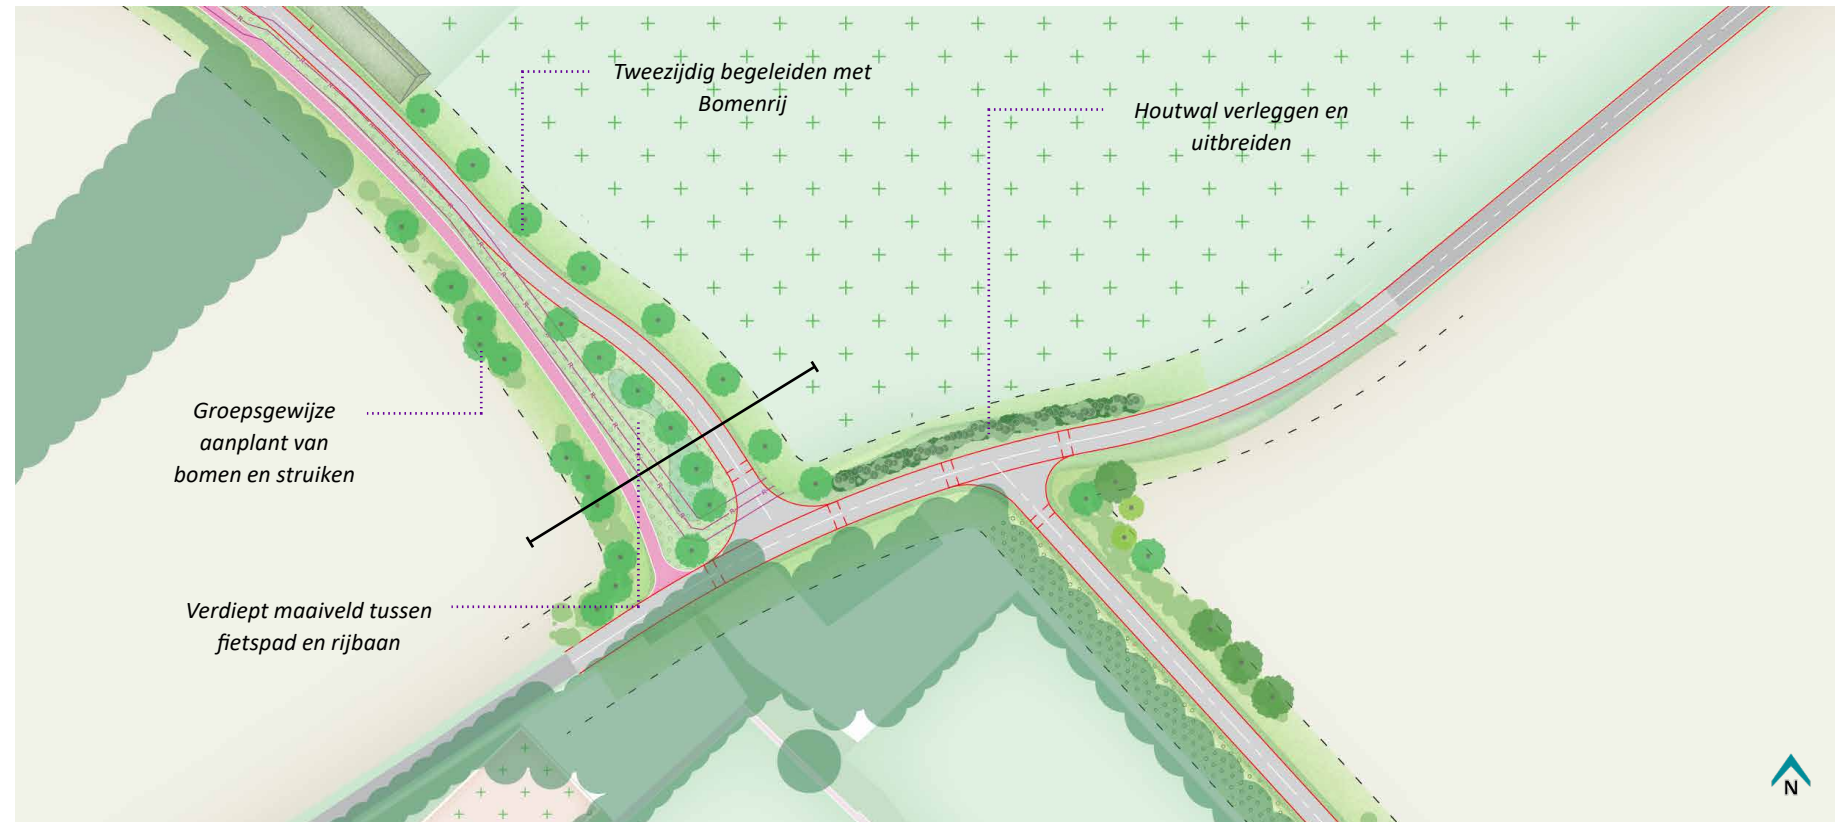 Tweezijdig begeleiden met
Bomenrij
Houtwal verleggen en
uitbreiden
Groepsgewijze
aanplant van
bomen en struiken
Verdiept maaiveld tussen
fietspad en rijbaan
N